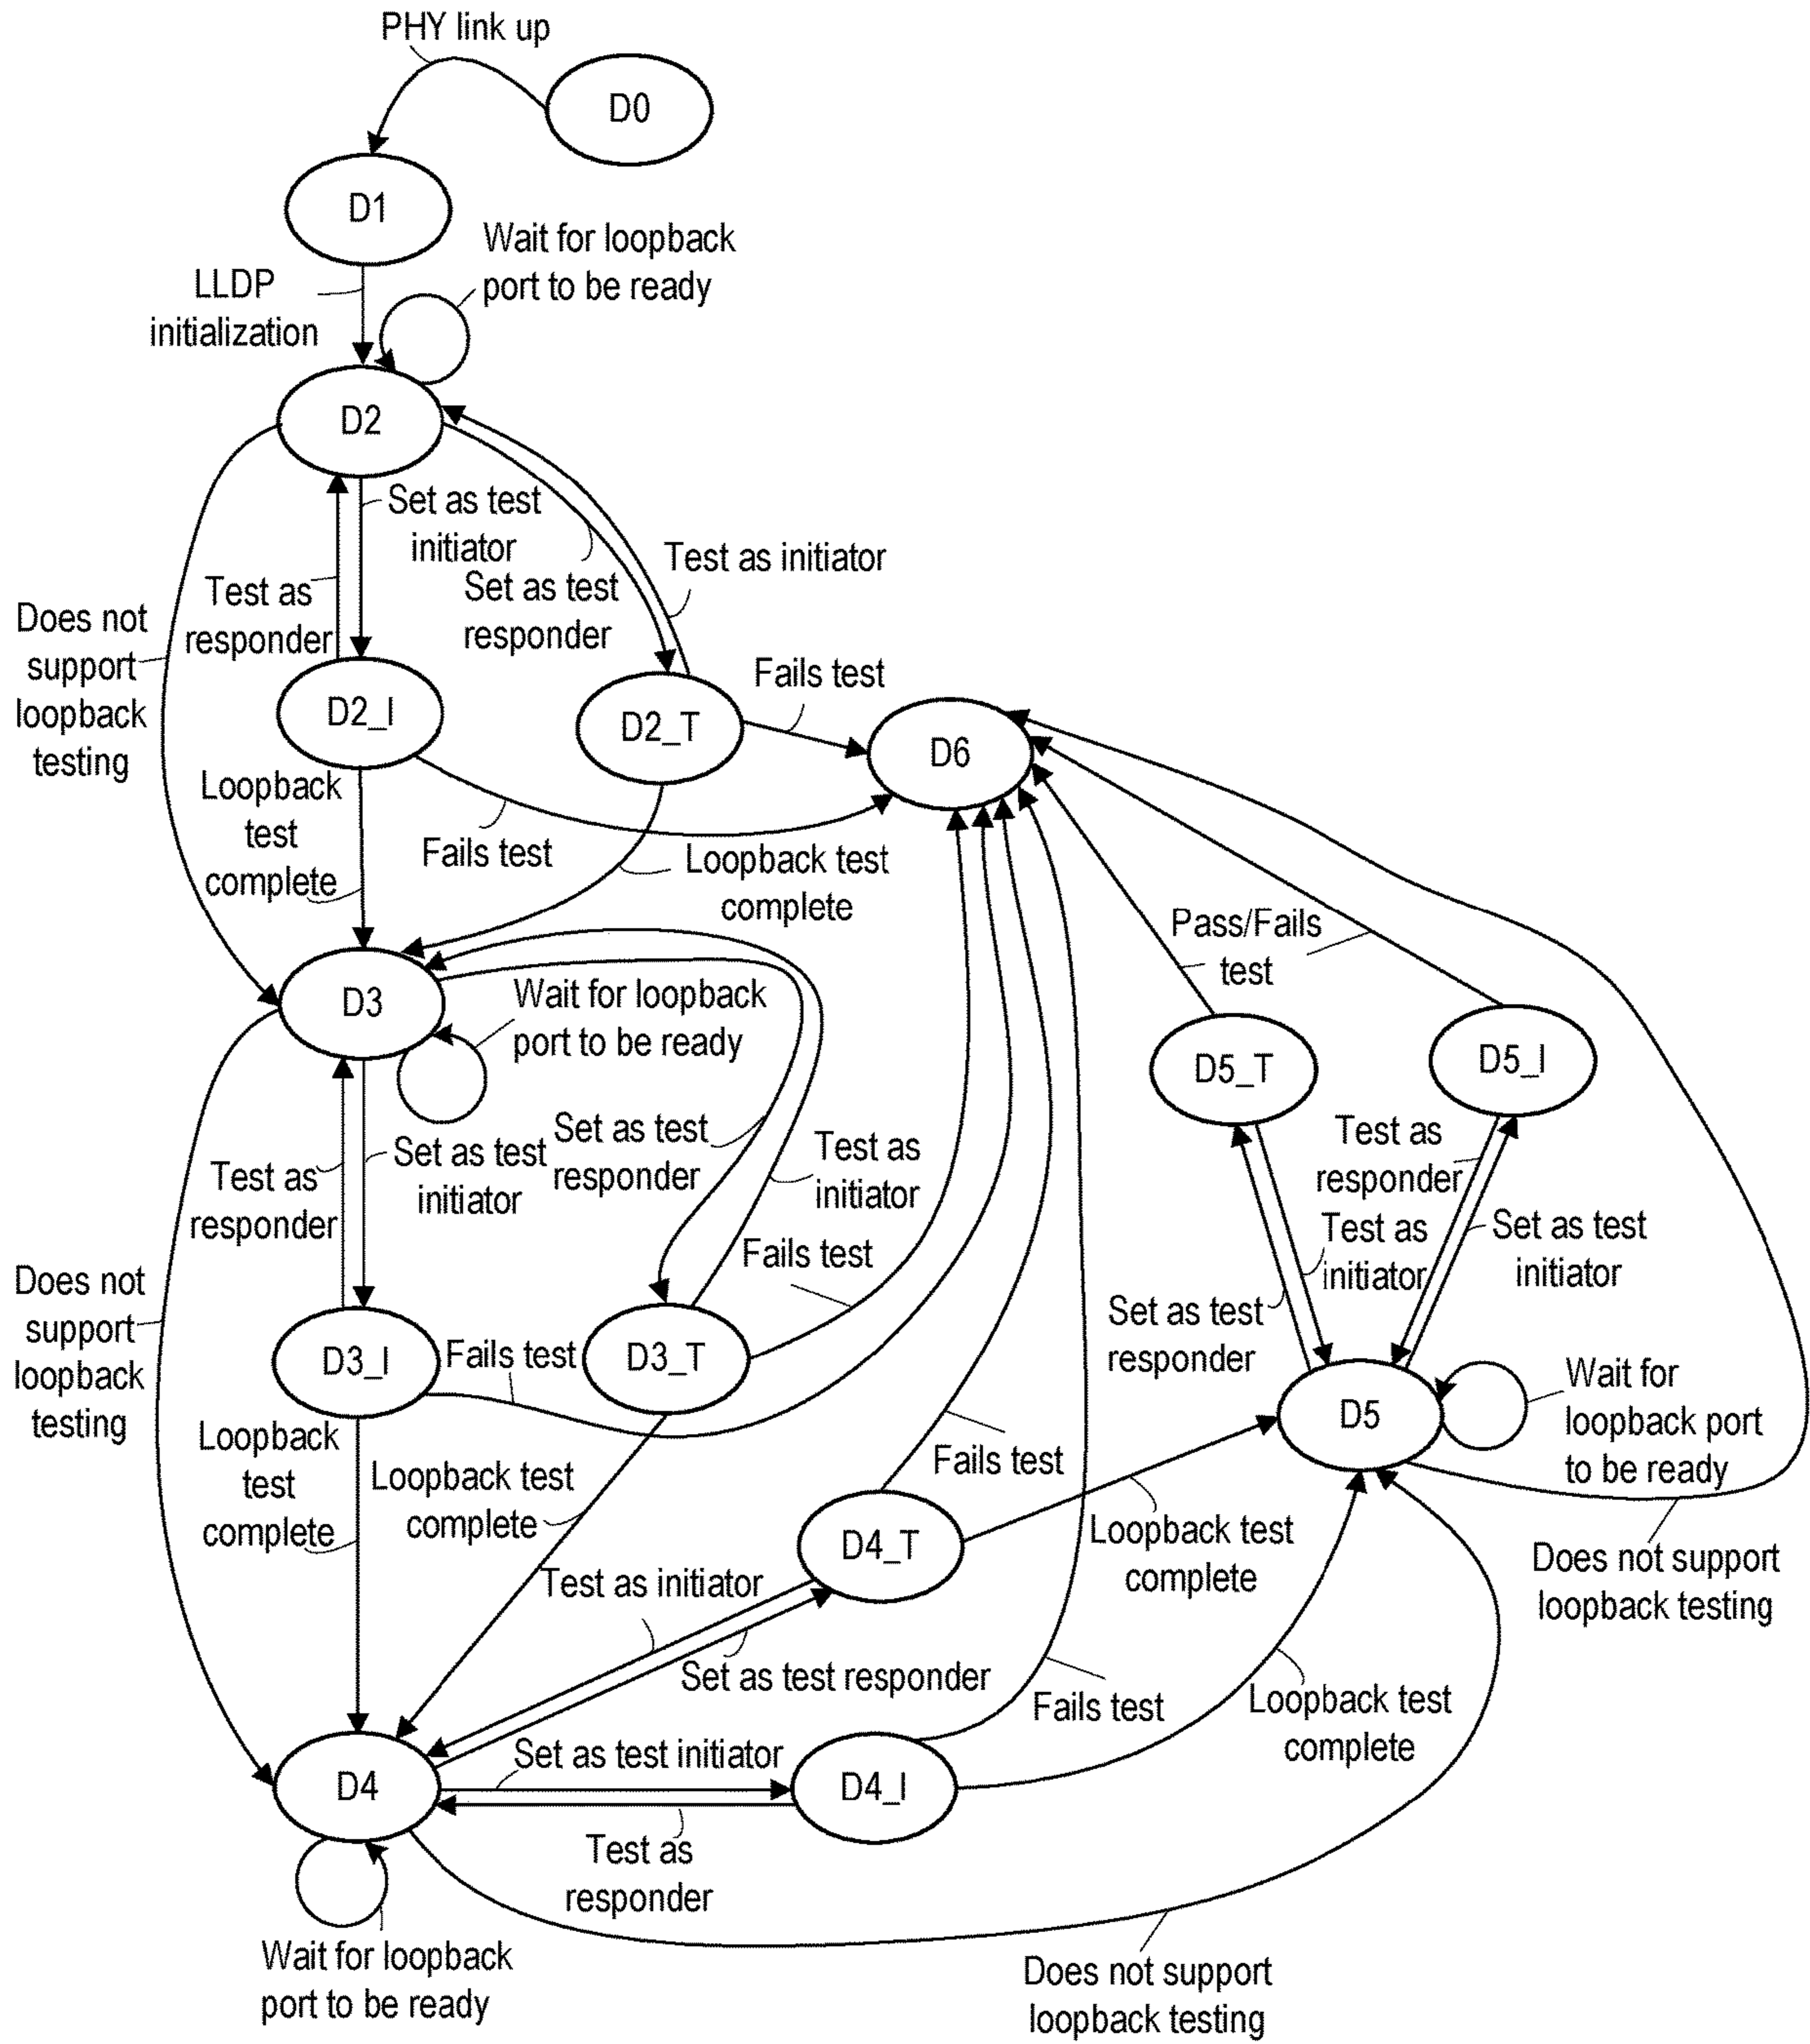 PHY link up
D0
D1
Wait for loopback
port to be ready
LLDP
initialization
D2
Set as test
initiator
Test as initiator
Set as test
responder
Test as
responder
Does not
support
loopback
testing
Fails test
D2_I
D2_T
D6
Loopback
test
complete
Fails test
Loopback test
complete
Pass/Fails
test
D3
Wait for loopback
port to be ready
D5_T
D5_I
Set as test
responder
Test as
initiator
Set as test
initiator
Test as
responder
Test as
responder
Test as
initiator
Set as test
initiator
Fails test
Does not
support
loopback
testing
Set as test
responder
D3_I
Fails test
D3_T
D5
Wait for
loopback port
to be ready
Loopback
test
complete
Loopback test
complete
Fails test
D4_T
Loopback test
complete
Does not support
loopback testing
Test as initiator
Set as test responder
Fails test
Loopback test
complete
Set as test initiator
D4
D4_I
Test as
responder
Wait for loopback
port to be ready
Does not support
loopback testing